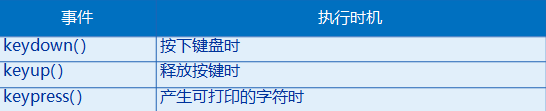 事件 执行时机
keydown() 按下键盘时
keyup() 释放按键时
keypress() 产生可打印的字符时